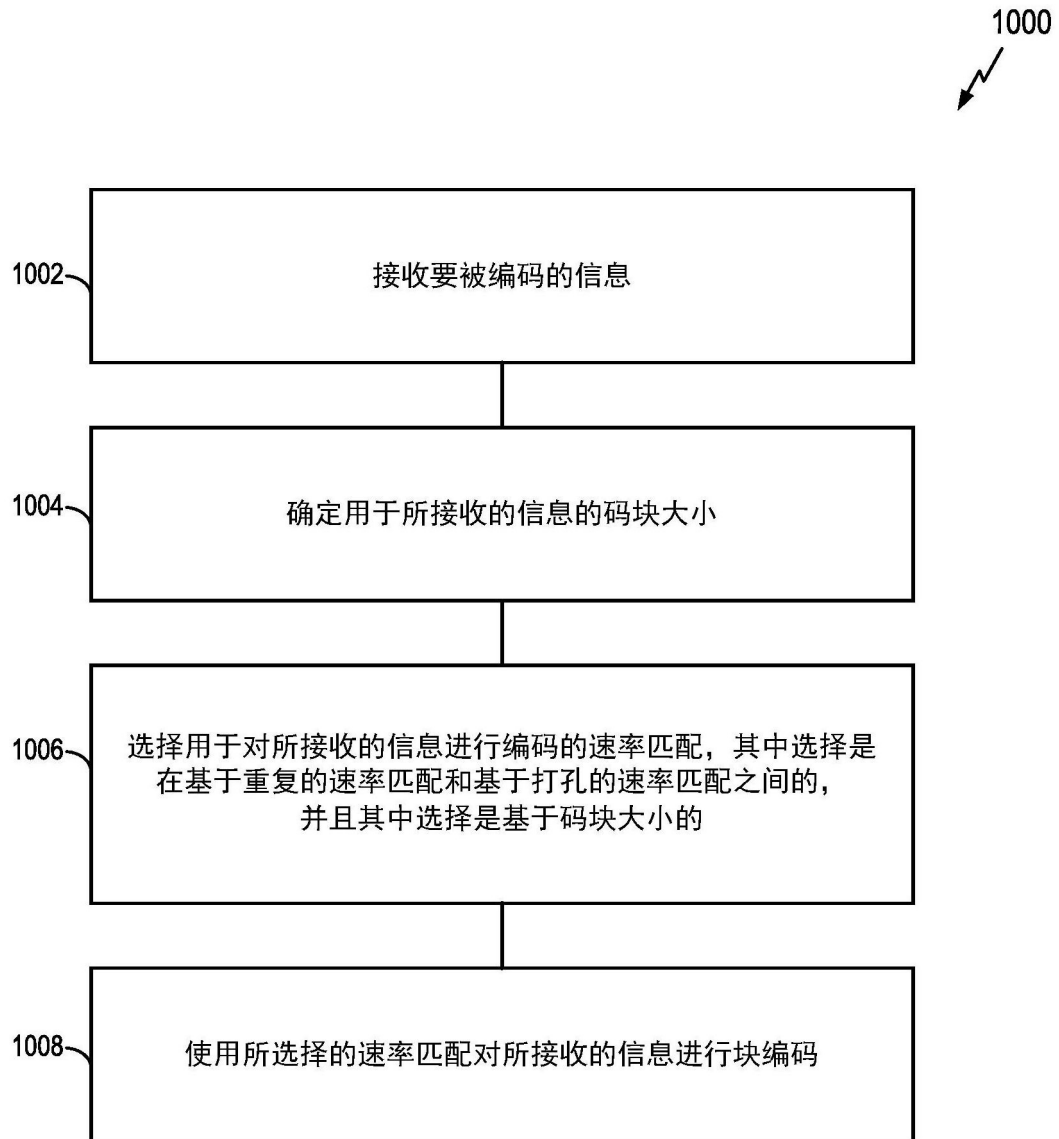 1000
1002
接收要被编码的信息
1004
确定用于所接收的信息的码块大小
1006
选择用于对所接收的信息进行编码的速率匹配，其中选择是
在基于重复的速率匹配和基于打孔的速率匹配之间的，
并且其中选择是基于码块大小的
1008
使用所选择的速率匹配对所接收的信息进行块编码